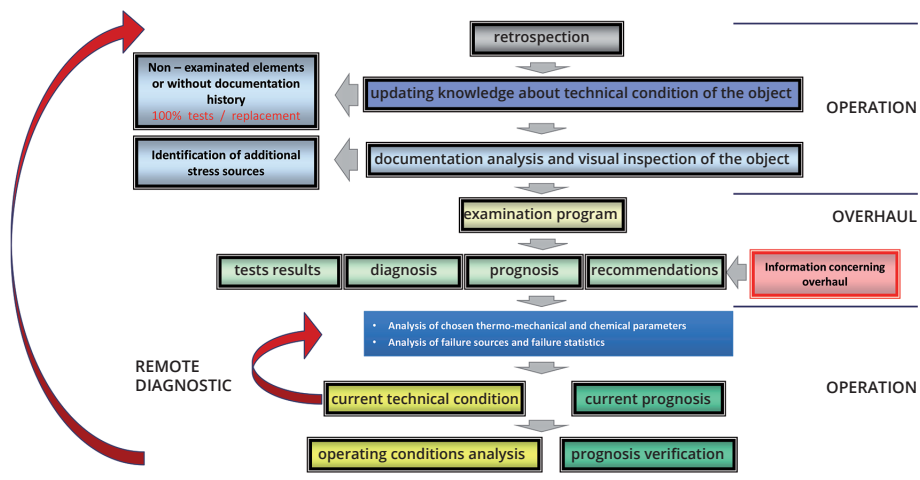 retrospection
Non – examinated elements
or without documentation
history
100% tests / replacement
updating knowledge about technical condition of the object
OPERATION
Identification of additional
stress sources
documentation analysis and visual inspection of the object
examination program
OVERHAUL
tests results
diagnosis
prognosis
recommendations
Information concerning
overhaul
• Analysis of chosen thermo-mechanical and chemical parameters
• Analysis of failure sources and failure statistics
REMOTE
DIAGNOSTIC
current technical condition
current prognosis
OPERATION
operating conditions analysis
prognosis verification